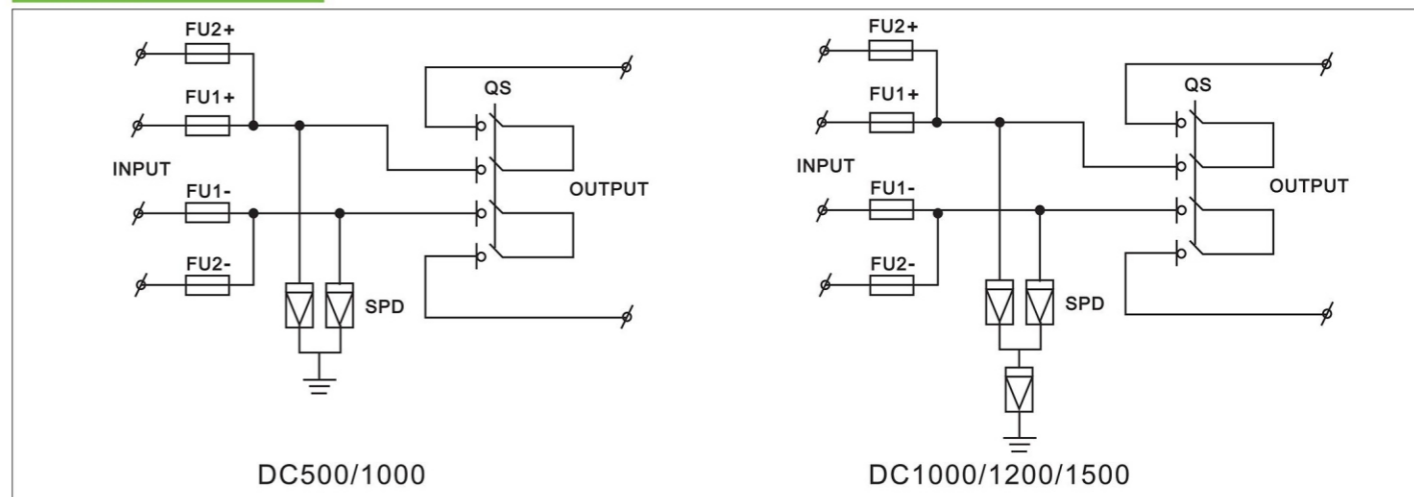 FU2+
FU1+
INPUT
FU1-
FU2-
QS
OUTPUT
SPD
DC500/1000
FU2+
FU1+
INPUT
FU1-
FU2-
QS
OUTPUT
SPD
DC1000/1200/1500